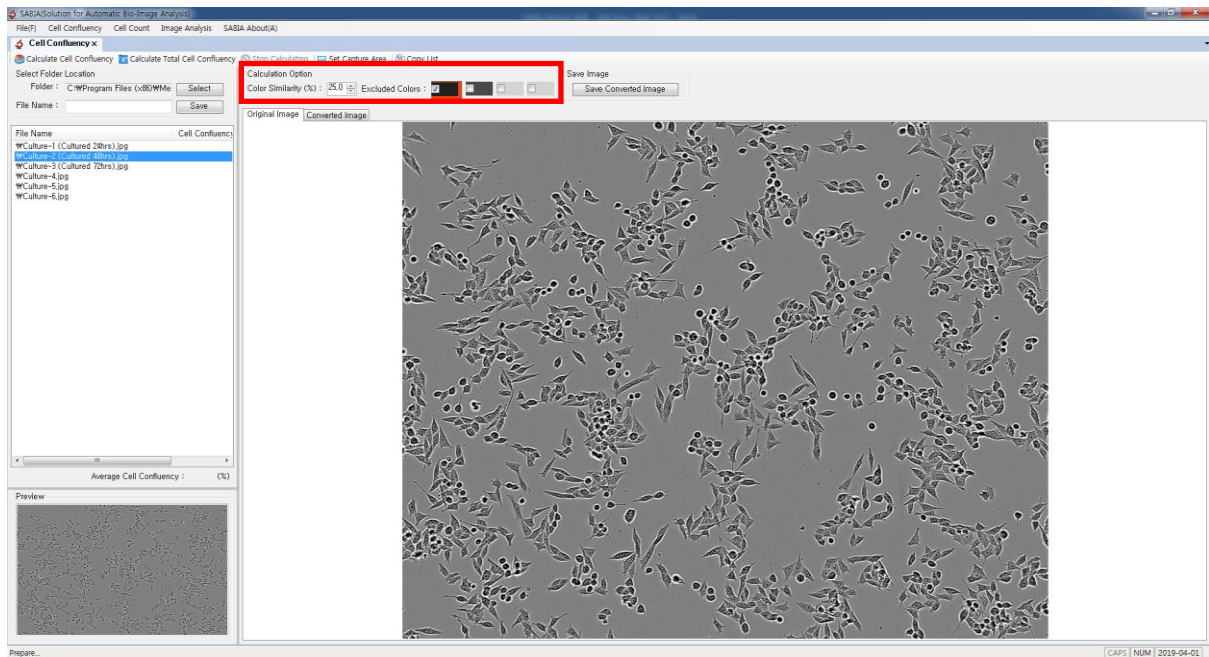 SABIA(Solution for Automatic Bio-Image Analysis)
File(F) Cell Confluency Cell Count Image Analysis SABIA About(A)
Cell Confluency ×
Calculate Cell Confluency Calculate Total Cell Confluency Stop Calculating Set Capture Area Copy List
Select Folder Location
Folder : C:₩Program Files (x86)₩Me Select
File Name : Save
Calculation Option
Color Similarity (%) : 25,0 Excluded Colors :
Save Image
Save Converted Image
Original Image Converted Image
File Name Cell Confluency
₩Culture-1 (Cultured 24hrs).jpg
₩Culture-2 (Cultured 48hrs).jpg
₩Culture-3 (Cultured 72hrs).jpg
₩Culture-4.jpg
₩Culture-5.jpg
₩Culture-6.jpg
Average Cell Confluency : (%)
Preview
Prepare...
CAPS NUM 2019-04-01